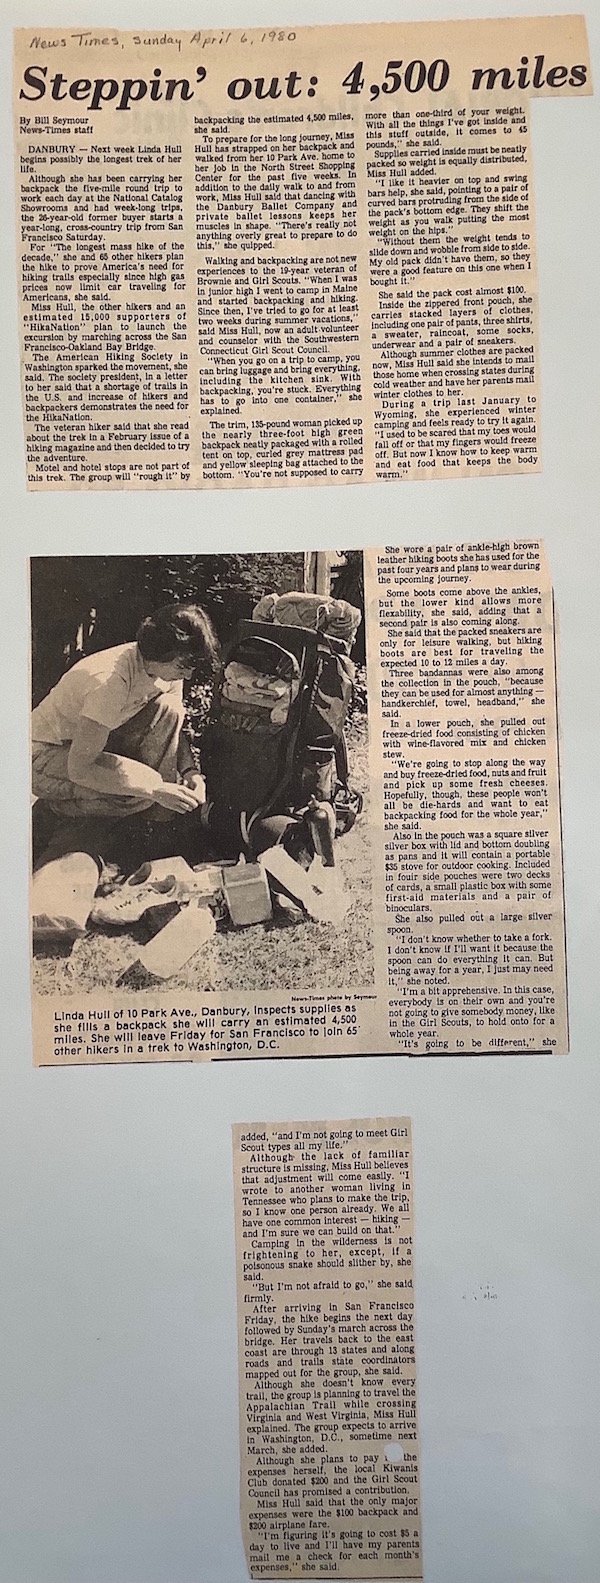 News Times, Sunday April 6, 1980
Steppin' out: 4,500 miles
By Bill Seymour
News-Times staff
DANBURY — Next week Linda Hull
begins possibly the longest trek of her
life.
Although she has been carrying her
backpack the five-mile round trip to
work each day at the National Catalog
Showrooms and had week-long trips,
the 26-year-old former buyer starts a
year-long, cross-country trip from San
Francisco Saturday.
For "The longest mass hike of the
decade," she and 65 other hikers plan
the hike to prove America's need for
hiking trails especially since high gas
prices now limit car traveling for
Americans, she said.
Miss Hull, the other hikers and an
estimated 15,000 supporters of
"HikaNation" plan to launch the
excursion by marching across the San
Francisco-Oakland Bay Bridge.
The American Hiking Society in
Washington sparked the movement, she
said. The society president, in a letter
to her said that a shortage of trails in
the U.S. and increase of hikers and
backpackers demonstrates the need for
the HikaNation.
The veteran hiker said that she read
about the trek in a February issue of a
hiking magazine and then decided to try
the adventure.
Motel and hotel stops are not part of
this trek. The group will "rough it" by
backpacking the estimated 4,500 miles,
she said.
To prepare for the long journey, Miss
Hull has strapped on her backpack and
walked from her 10 Park Ave. home to
her job in the North Street Shopping
Center for the past five weeks. In
addition to the daily walk to and from
work, Miss Hull said that dancing with
the Danbury Ballet Company and
private ballet lessons keeps her
muscles in shape. "There's really not
anything overly great to prepare to do
this," she quipped.
Walking and backpacking are not new
experiences to the 19-year veteran of
Brownie and Girl Scouts. "When I was
in junior high I went to camp in Maine
and started backpacking and hiking.
Since then, I've tried to go for at least
two weeks during summer vacations,"
said Miss Hull, now an adult volunteer
and counselor with the Southwestern
Connecticut Girl Scout Council.
"When you go on a trip to camp, you
can bring luggage and bring everything,
including the kitchen sink. With
backpacking, you're stuck. Everything
has to go into one container," she
explained.
The trim, 135-pound woman picked up
the nearly three-foot high green
backpack neatly packaged with a rolled
tent on top, curled grey mattress pad
and yellow sleeping bag attached to the
bottom. "You're not supposed to carry
more than one-third of your weight.
With all the things I've got inside and
this stuff outside, it comes to 45
pounds," she said.
Supplies carried inside must be neatly
packed so weight is equally distributed,
Miss Hull added.
"I like it heavier on top and swing
bars help, she said, pointing to a pair of
curved bars protruding from the side of
the pack's bottom edge. They shift the
weight as you walk putting the most
weight on the hips."
"Without them the weight tends to
slide down and wobble from side to side.
My old pack didn't have them, so they
were a good feature on this one when I
bought it."
She said the pack cost almost $100.
Inside the zippered front pouch, she
carries stacked layers of clothes,
including one pair of pants, three shirts,
a sweater, raincoat, some socks,
underwear and a pair of sneakers.
Although summer clothes are packed
now, Miss Hull said she intends to mail
those home when crossing states during
cold weather and have her parents mail
winter clothes to her.
During a trip last January to
Wyoming, she experienced winter
camping and feels ready to try it again.
"I used to be scared that my toes would
fall off or that my fingers would freeze
off. But now I know how to keep warm
and eat food that keeps the body
warm."
She wore a pair of ankle-high brown
leather hiking boots she has used for the
past four years and plans to wear during
the upcoming journey.
Some boots come above the ankles,
but the lower kind allows more
flexability, she said, adding that a
second pair is also coming along.
She said that the packed sneakers are
only for leisure walking, but hiking
boots are best for traveling the
expected 10 to 12 miles a day.
Three bandannas were also among
the collection in the pouch, "because
they can be used for almost anything —
handkerchief, towel, headband," she
said.
In a lower pouch, she pulled out
freeze-dried food consisting of chicken
with wine-flavored mix and chicken
stew.
"We're going to stop along the way
and buy freeze-dried food, nuts and fruit
and pick up some fresh cheeses.
Hopefully, though, these people won't
all be die-hards and want to eat
backpacking food for the whole year,"
she said.
Also in the pouch was a square silver
silver box with lid and bottom doubling
as pans and it will contain a portable
$35 stove for outdoor cooking. Included
in fouir side pouches were two decks
of cards, a small plastic box with some
first-aid materials and a pair of
binoculars.
She also pulled out a large silver
spoon.
"I don't know whether to take a fork.
I don't know if I'll want it because the
spoon can do everything it can. But
being away for a year, I just may need
it," she noted.
"I'm a bit apprehensive. In this case,
everybody is on their own and you're
not going to give somebody money, like
in the Girl Scouts, to hold onto for a
whole year.
"It's going to be different," she
News-Times photo by Seymour
Linda Hull of 10 Park Ave., Danbury, inspects supplies as
she fills a backpack she will carry an estimated 4,500
miles. She will leave Friday for San Francisco to join 65
other hikers in a trek to Washington, D.C.
added, "and I'm not going to meet Girl
Scout types all my life."
Although the lack of familiar
structure is missing, Miss Hull believes
that adjustment will come easily. "I
wrote to another woman living in
Tennessee who plans to make the trip,
so I know one person already. We all
have one common interest — hiking —
and I'm sure we can build on that."
Camping in the wilderness is not
frightening to her, except, if a
poisonous snake should slither by, she
said.
"But I'm not afraid to go," she said
firmly.
After arriving in San Francisco
Friday, the hike begins the next day
followed by Sunday's march across the
bridge. Her travels back to the east
coast are through 13 states and along
roads and trails state coordinators
mapped out for the group, she said.
Although she doesn't know every
trail, the group is planning to travel the
Appalachian Trail while crossing
Virginia and West Virginia, Miss Hull
explained. The group expects to arrive
in Washington, D.C., sometime next
March, she added.
Although she plans to pay the
expenses herself, the local Kiwanis
Club donated $200 and the Girl Scout
Council has promised a contribution.
Miss Hull said that the only major
expenses were the $100 backpack and
$200 airplane fare.
"I'm figuring it's going to cost $5 a
day to live and I'll have my parents
mail me a check for each month's
expenses," she said.